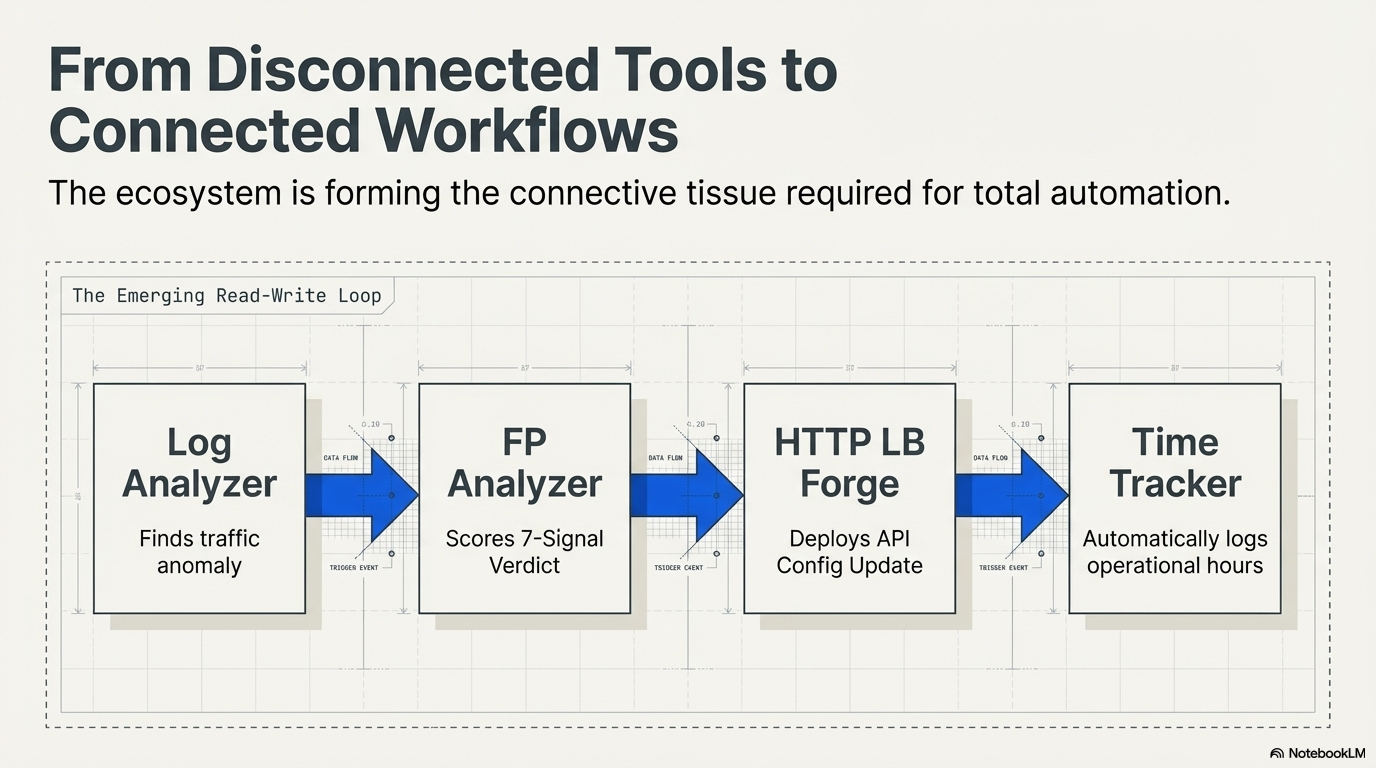 From Disconnected Tools to
Connected Workflows
The ecosystem is forming the connective tissue required for total automation.
The Emerging Read-Write Loop
Log
Analyzer
Finds traffic
anomaly
DATA FLOW
TRIGGER EVENT
FP
Analyzer
Scores 7-Signal
Verdict
DATA FLOW
HTTP LB
Forge
Deploys API
Config Update
Time
Tracker
Automatically logs
operational hours
NotebookLM